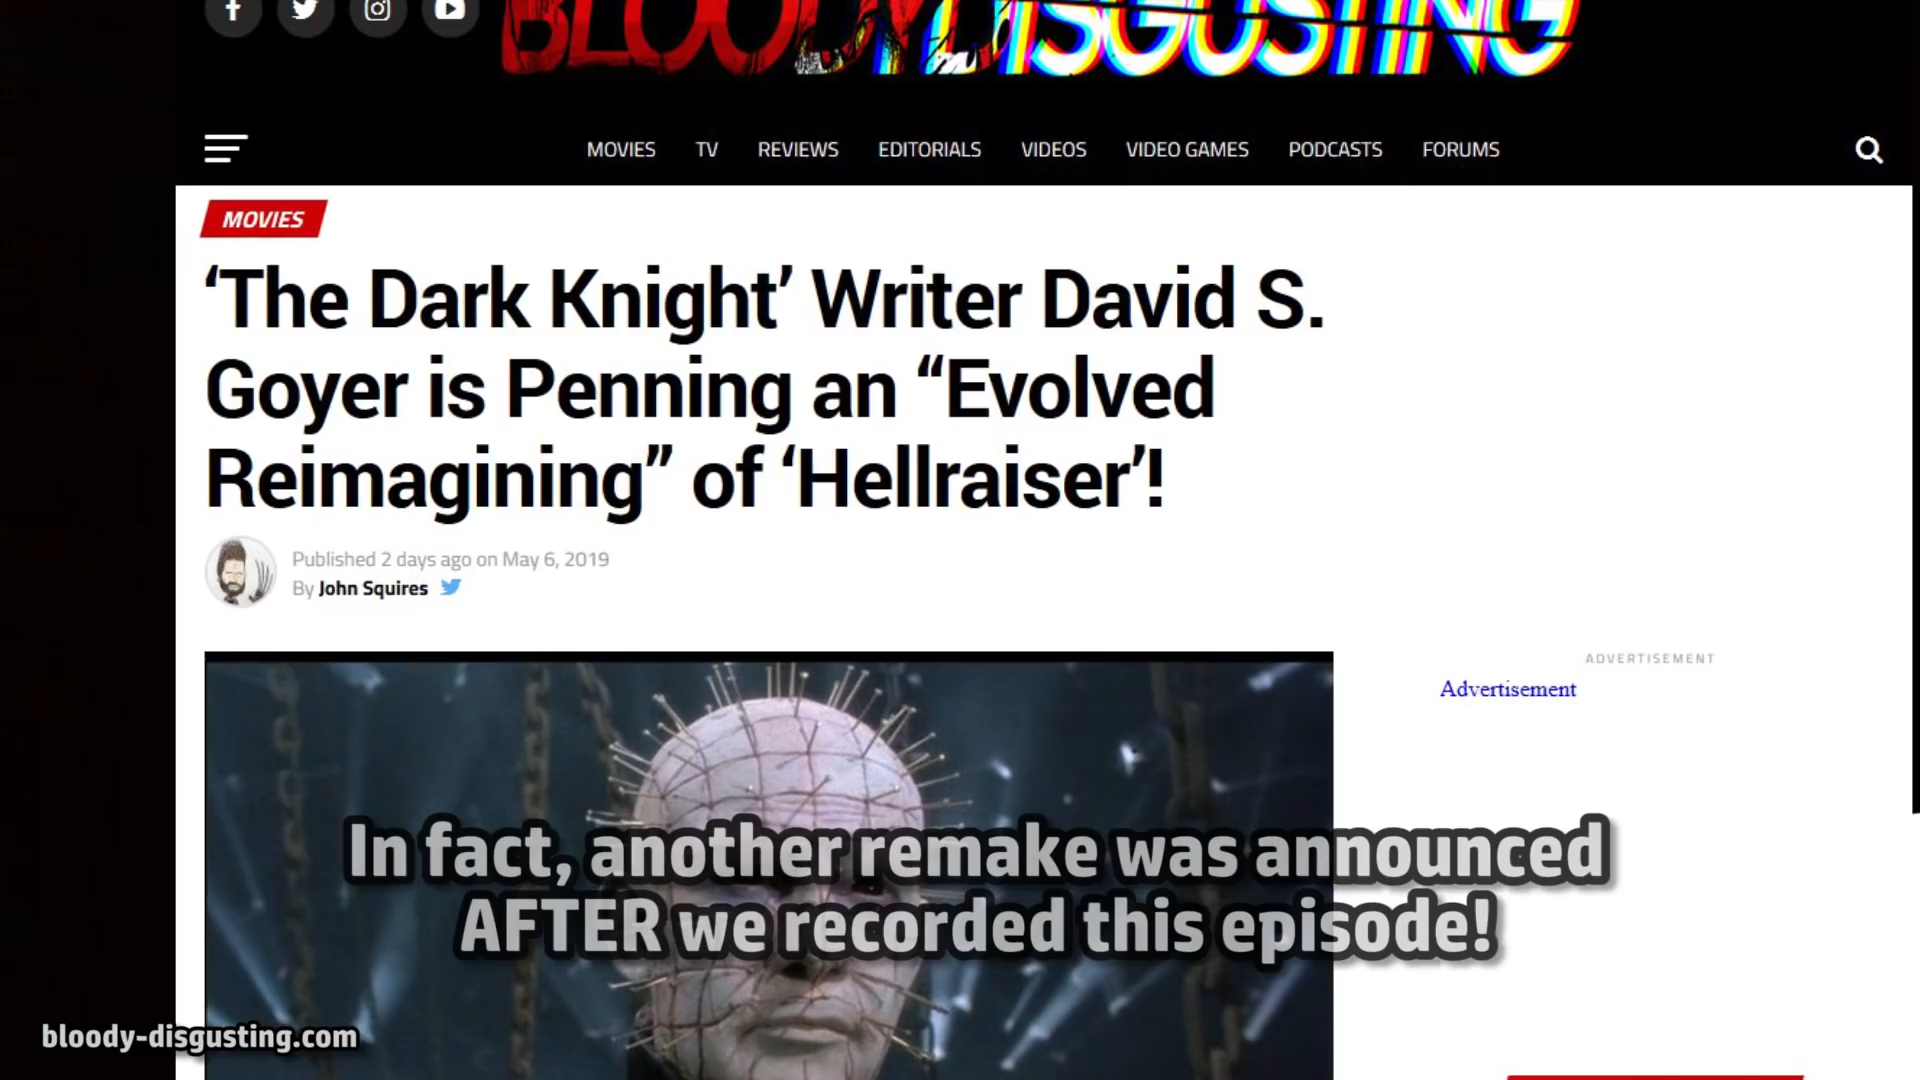 BLOODY DISGUSTING
MOVIES TV REVIEWS EDITORIALS VIDEOS VIDEO GAMES PODCASTS FORUMS
MOVIES
‘The Dark Knight’ Writer David S.
Goyer is Penning an “Evolved
Reimagining” of ‘Hellraiser’!
Published 2 days ago on May 6, 2019
By John Squires
ADVERTISEMENT
Advertisement
In fact, another remake was announced
AFTER we recorded this episode!
bloody-disgusting.com